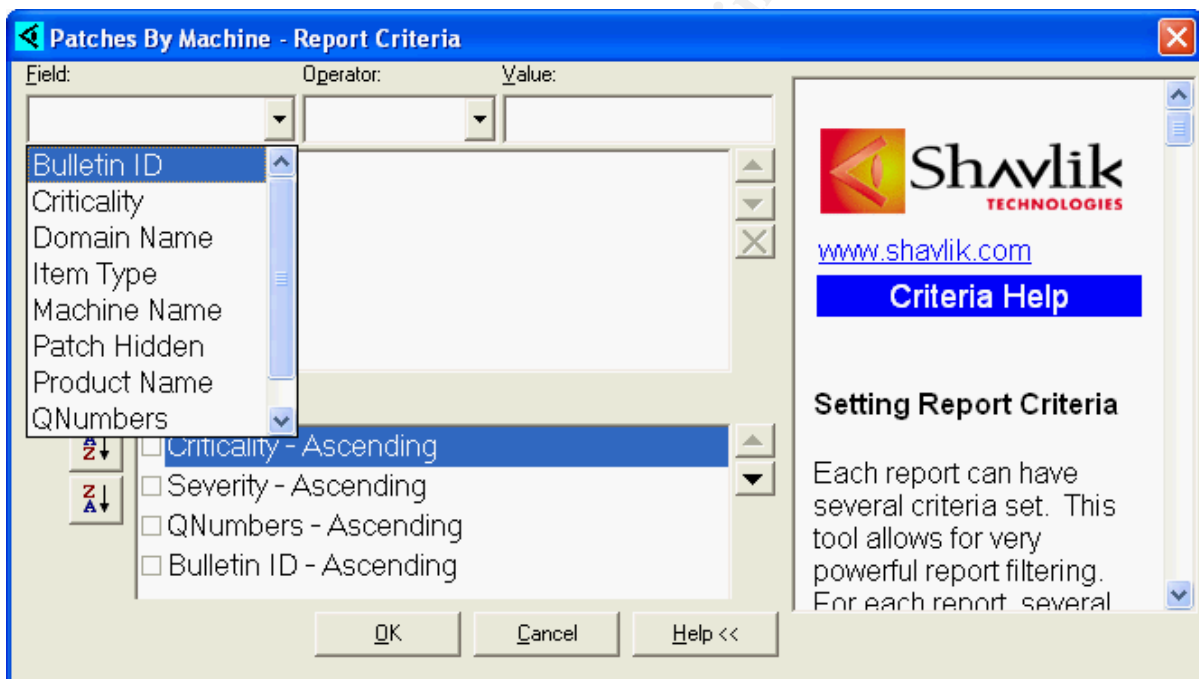 Patches By Machine - Report Criteria
Field:
Operator:
Value:
Bulletin ID
Criticality
Domain Name
Item Type
Machine Name
Patch Hidden
Product Name
QNumbers
Criticality - Ascending
Severity - Ascending
QNumbers - Ascending
Bulletin ID - Ascending
OK
Cancel
Help <<
Shavlik
TECHNOLOGIES
www.shavlik.com
Criteria Help
Setting Report Criteria
Each report can have
several criteria set. This
tool allows for very
powerful report filtering.
For each report, several